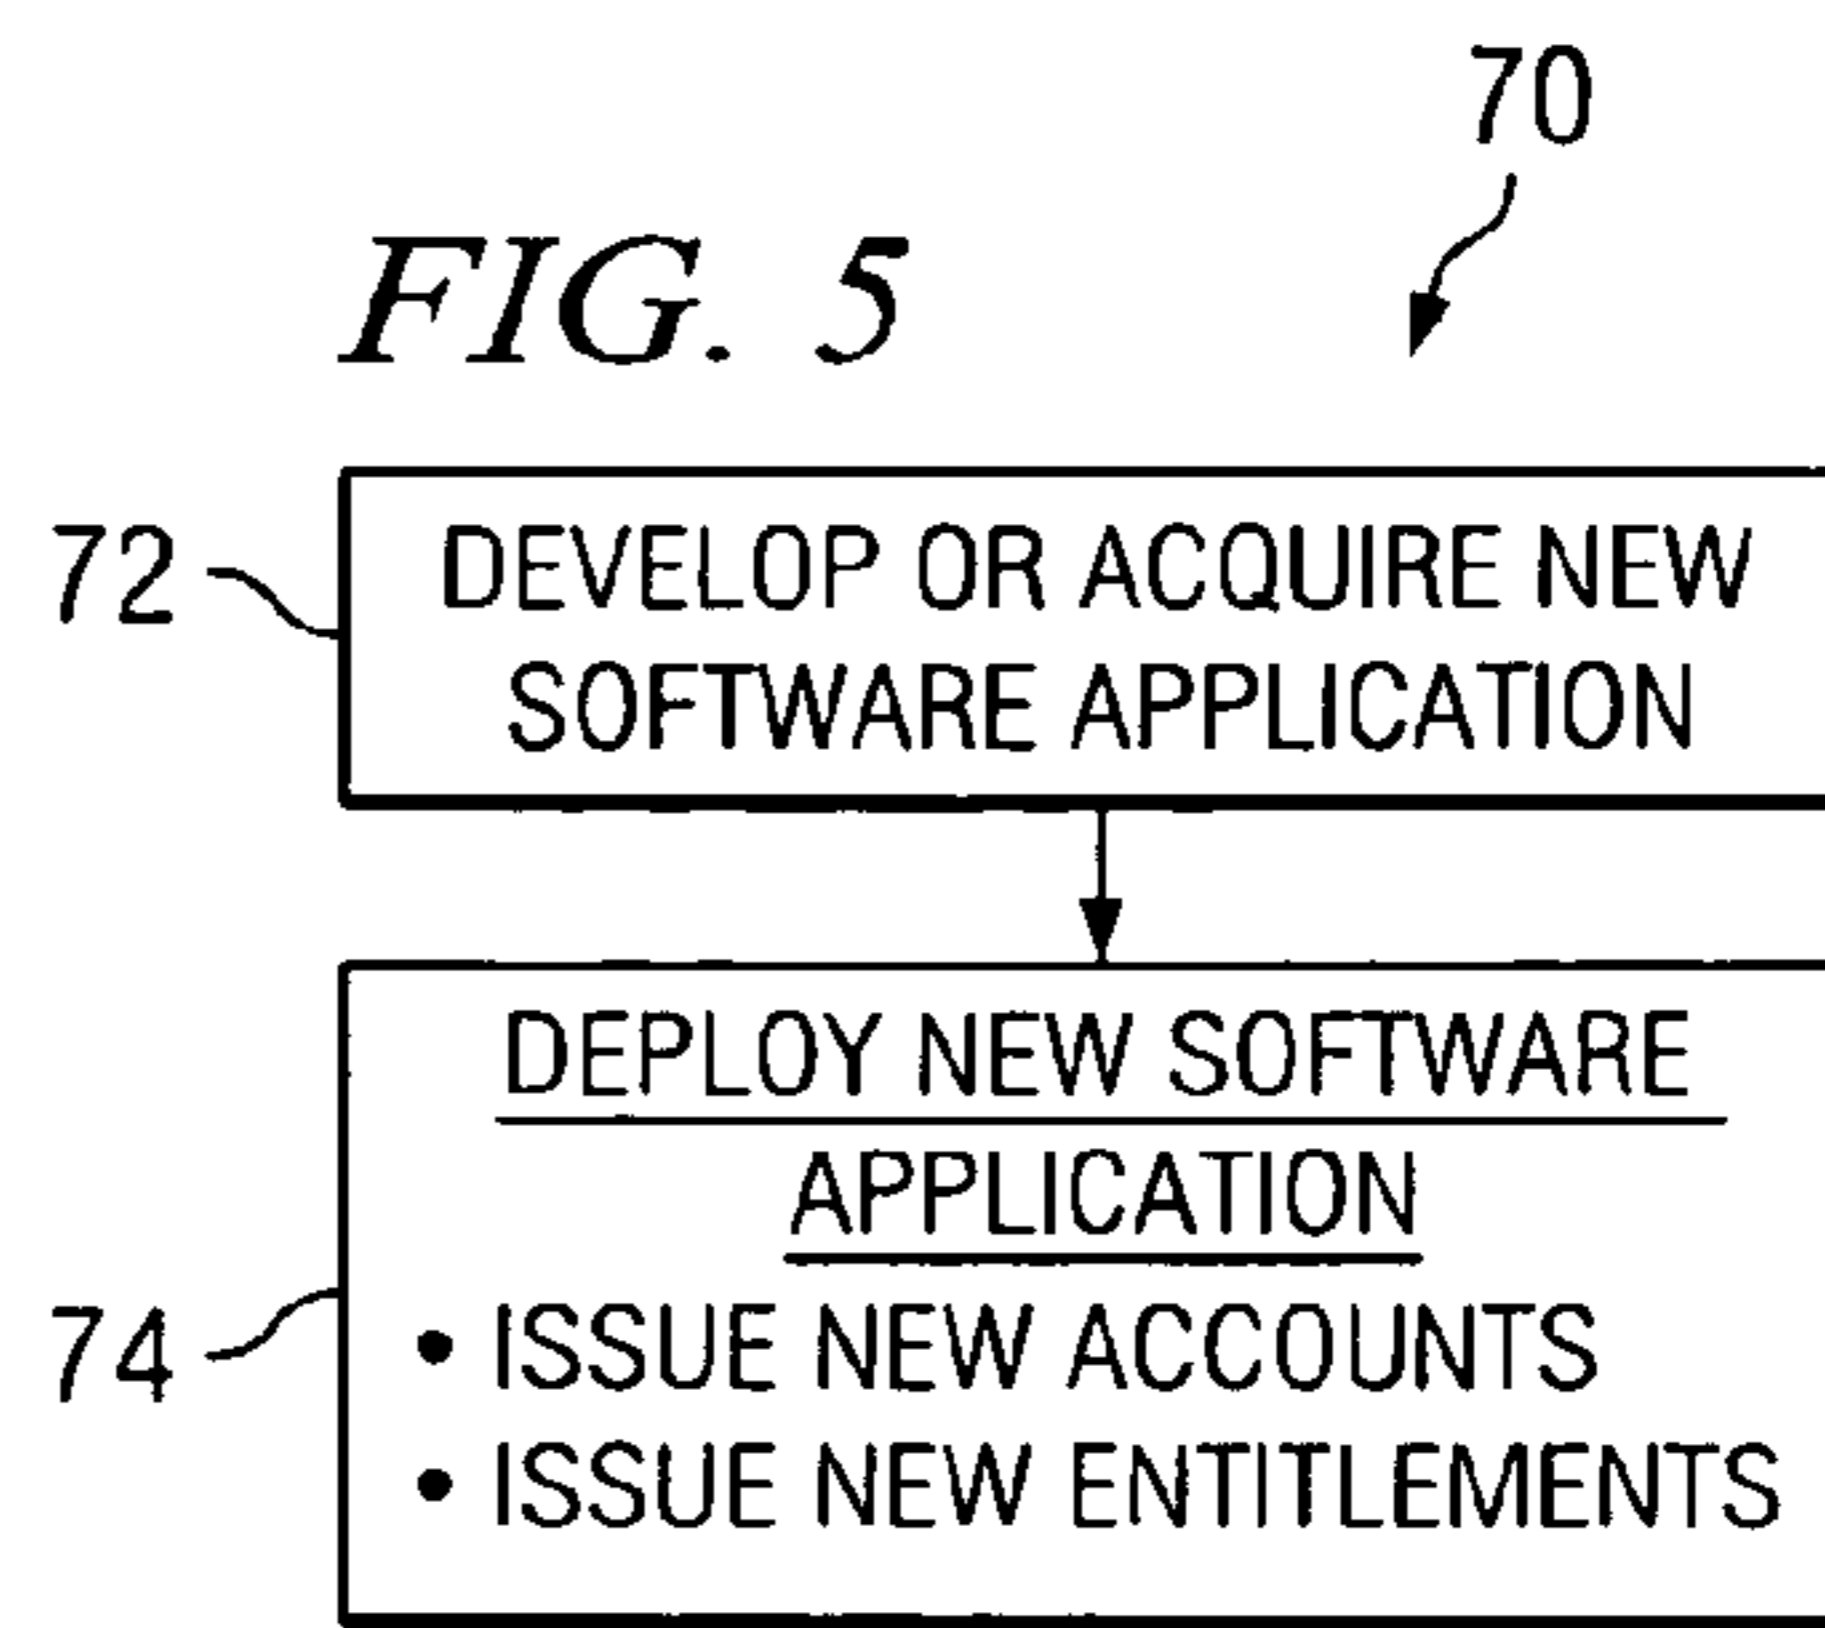 70
FIG. 5
72
DEVELOP OR ACQUIRE NEW
SOFTWARE APPLICATION
DEPLOY NEW SOFTWARE
APPLICATION
74
• ISSUE NEW ACCOUNTS
• ISSUE NEW ENTITLEMENTS